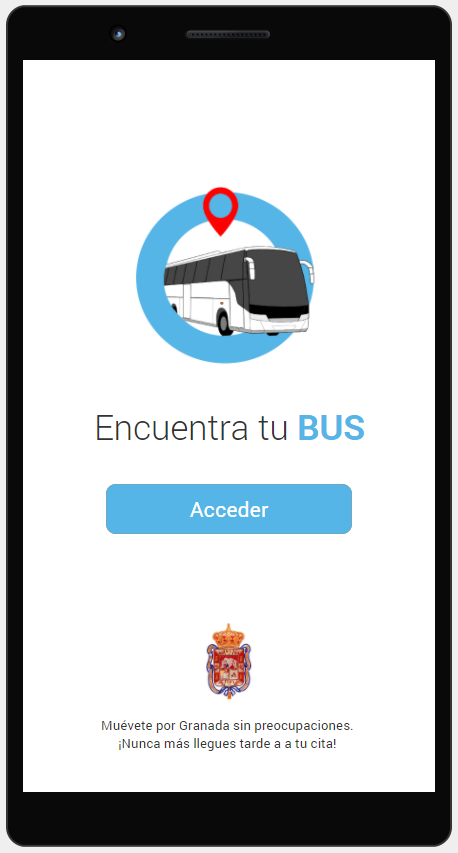 Encuentra tu BUS
Acceder
Muévete por Granada sin preocupaciones.
¡Nunca más llegues tarde a a tu cita!